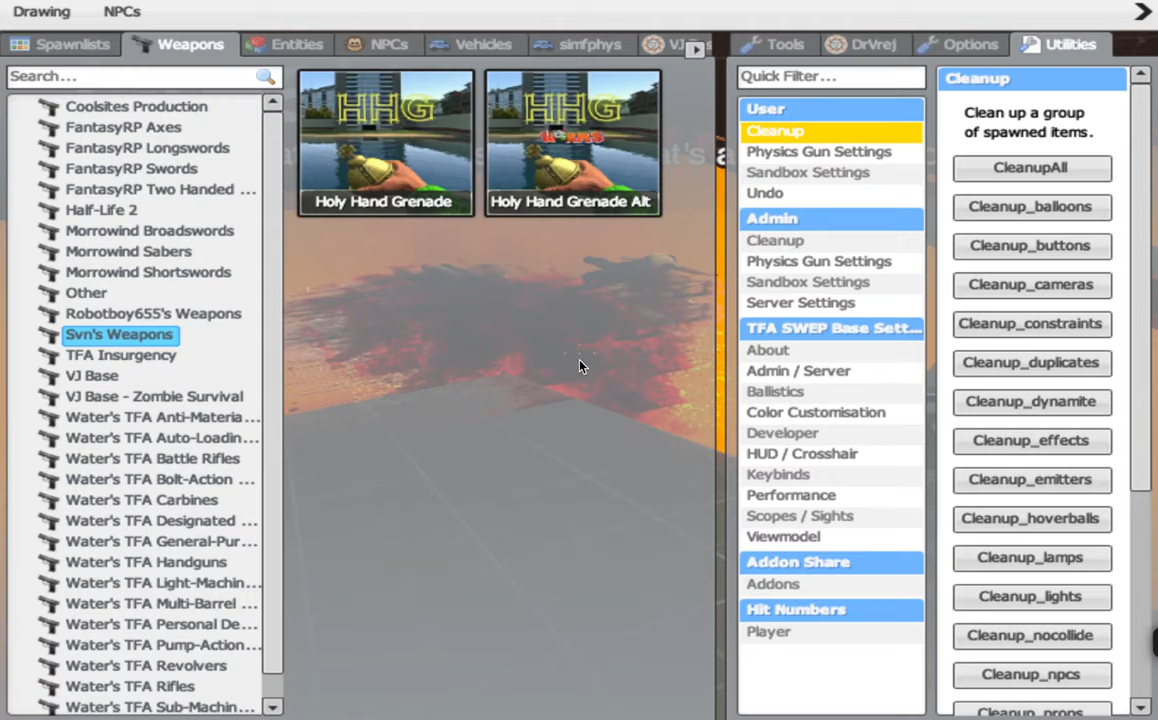 Drawing NPCs
Spawnlists Weapons Entities NPCs Vehicles simfphys
Tools DrVrej Options Utilities
Search...
Coolsites Production
FantasyRP Axes
FantasyRP Longswords
FantasyRP Swords
FantasyRP Two Handed ...
Half-Life 2
Morrowind Broadswords
Morrowind Sabers
Morrowind Shortswords
Other
Robotboy655's Weapons
Svn's Weapons
TFA Insurgency
VJ Base
VJ Base - Zombie Survival
Water's TFA Anti-Materia...
Water's TFA Auto-Loadin...
Water's TFA Battle Rifles
Water's TFA Bolt-Action ...
Water's TFA Carbines
Water's TFA Designated ...
Water's TFA General-Pur...
Water's TFA Handguns
Water's TFA Light-Machin...
Water's TFA Multi-Barrel ...
Water's TFA Personal De...
Water's TFA Pump-Action...
Water's TFA Revolvers
Water's TFA Rifles
Water's TFA Sub-Machin...
HHG
Holy Hand Grenade
HHG
Holy Hand Grenade Alt
Quick Filter...
User
Cleanup
Physics Gun Settings
Sandbox Settings
Undo
Admin
Cleanup
Physics Gun Settings
Sandbox Settings
Server Settings
TFA SWEP Base Sett...
About
Admin / Server
Ballistics
Color Customisation
Developer
HUD / Crosshair
Keybinds
Performance
Scopes / Sights
Viewmodel
Addon Share
Addons
Hit Numbers
Player
Cleanup
Clean up a group
of spawned items.
CleanupAll
Cleanup_balloons
Cleanup_buttons
Cleanup_cameras
Cleanup_constraints
Cleanup_duplicates
Cleanup_dynamite
Cleanup_effects
Cleanup_emitters
Cleanup_hoverballs
Cleanup_lamps
Cleanup_lights
Cleanup_nocollide
Cleanup_npcs
Cleanup_props